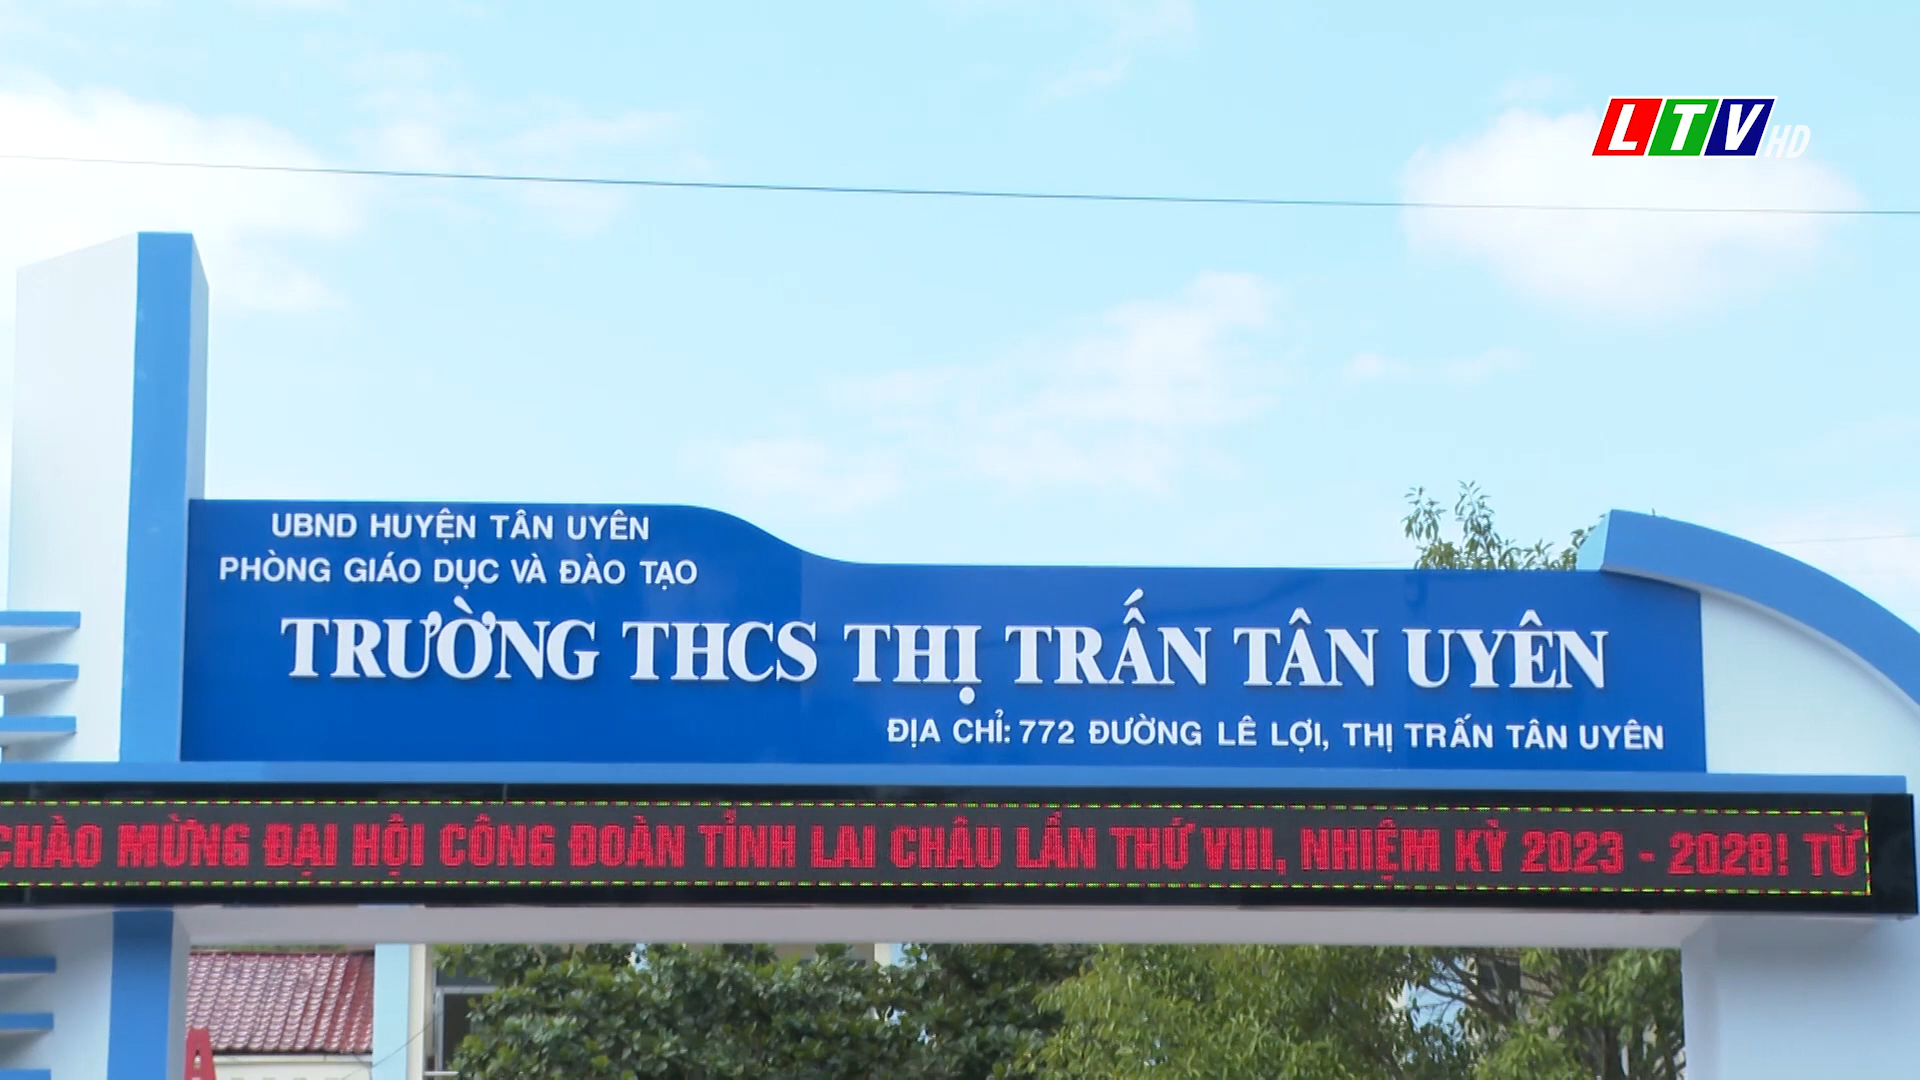 LTV HD
UBND HUYỆN TÂN UYÊN
PHÒNG GIÁO DỤC VÀ ĐÀO TẠO
TRƯỜNG THCS THỊ TRẤN TÂN UYÊN
ĐỊA CHỈ: 772 ĐƯỜNG LÊ LỢI, THỊ TRẤN TÂN UYÊN
CHÀO MỪNG ĐẠI HỘI CÔNG ĐOÀN TỈNH LAI CHÂU LẦN THỨ VIII, NHIỆM KỲ 2023 - 2028! TỪ
A